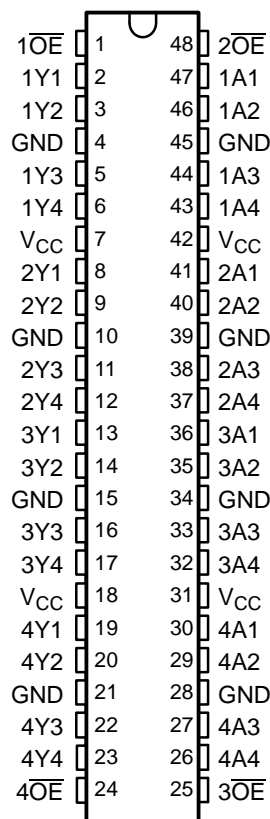 1O̅E̅ 1 48 2O̅E̅
1Y1 2 47 1A1
1Y2 3 46 1A2
GND 4 45 GND
1Y3 5 44 1A3
1Y4 6 43 1A4
VCC 7 42 VCC
2Y1 8 41 2A1
2Y2 9 40 2A2
GND 10 39 GND
2Y3 11 38 2A3
2Y4 12 37 2A4
3Y1 13 36 3A1
3Y2 14 35 3A2
GND 15 34 GND
3Y3 16 33 3A3
3Y4 17 32 3A4
VCC 18 31 VCC
4Y1 19 30 4A1
4Y2 20 29 4A2
GND 21 28 GND
4Y3 22 27 4A3
4Y4 23 26 4A4
4O̅E̅ 24 25 3O̅E̅